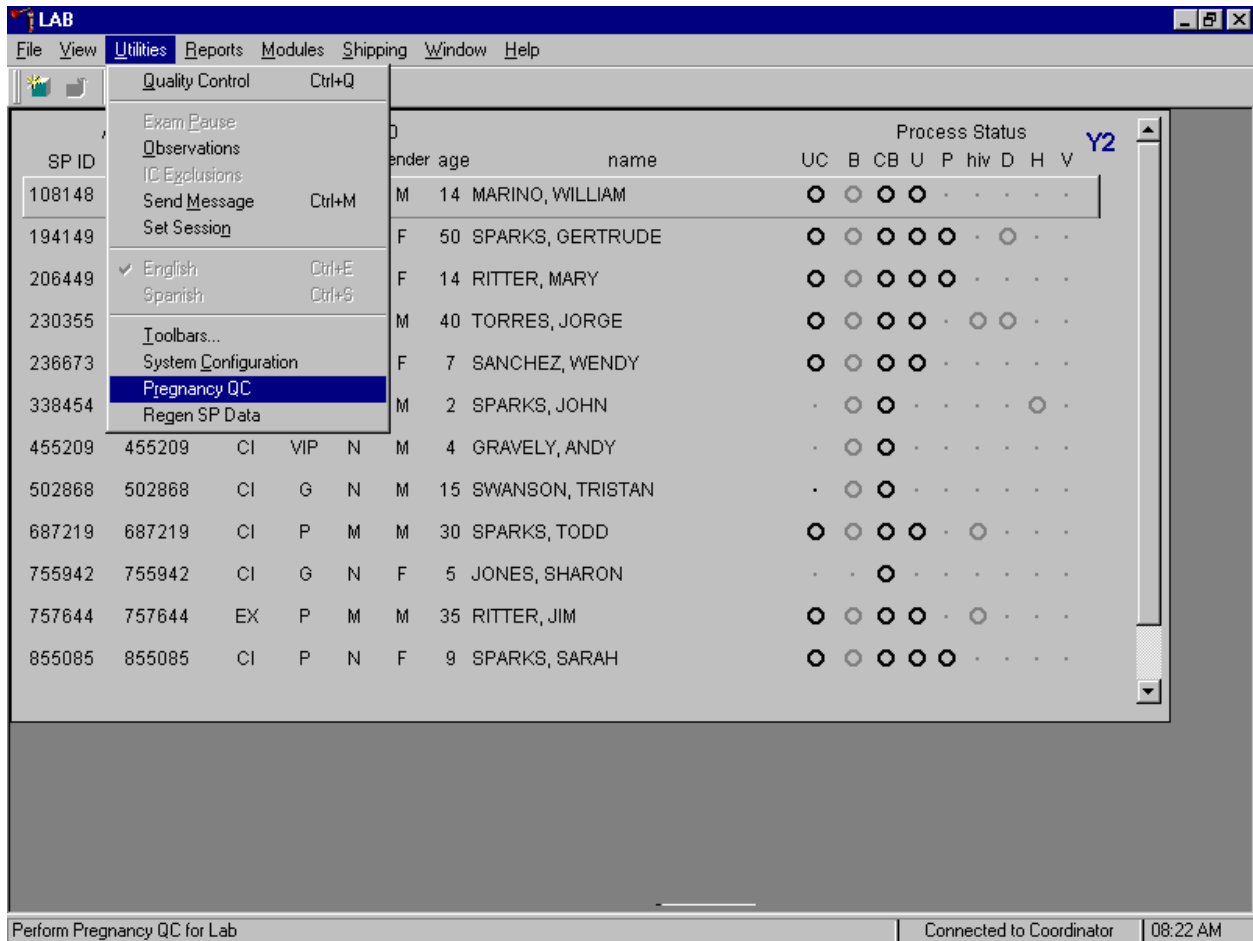 LAB
File View Utilities Reports Modules Shipping Window Help
Quality Control Ctrl+Q
Exam Pause
Observations
IC Exclusions
Send Message Ctrl+M
Set Session
✓ English Ctrl+E
Spanish Ctrl+S
Toolbars...
System Configuration
Pregnancy QC
Regen SP Data
Process Status Y2
SP ID age name UC B CB U P hiv D H V
108148 M 14 MARINO, WILLIAM
194149 F 50 SPARKS, GERTRUDE
206449 F 14 RITTER, MARY
230355 M 40 TORRES, JORGE
236673 F 7 SANCHEZ, WENDY
338454 M 2 SPARKS, JOHN
455209 455209 CI VIP N M 4 GRAVELY, ANDY
502868 502868 CI G N M 15 SWANSON, TRISTAN
687219 687219 CI P M M 30 SPARKS, TODD
755942 755942 CI G N F 5 JONES, SHARON
757644 757644 EX P M M 35 RITTER, JIM
855085 855085 CI P N F 9 SPARKS, SARAH
Perform Pregnancy QC for Lab Connected to Coordinator 08:22 AM